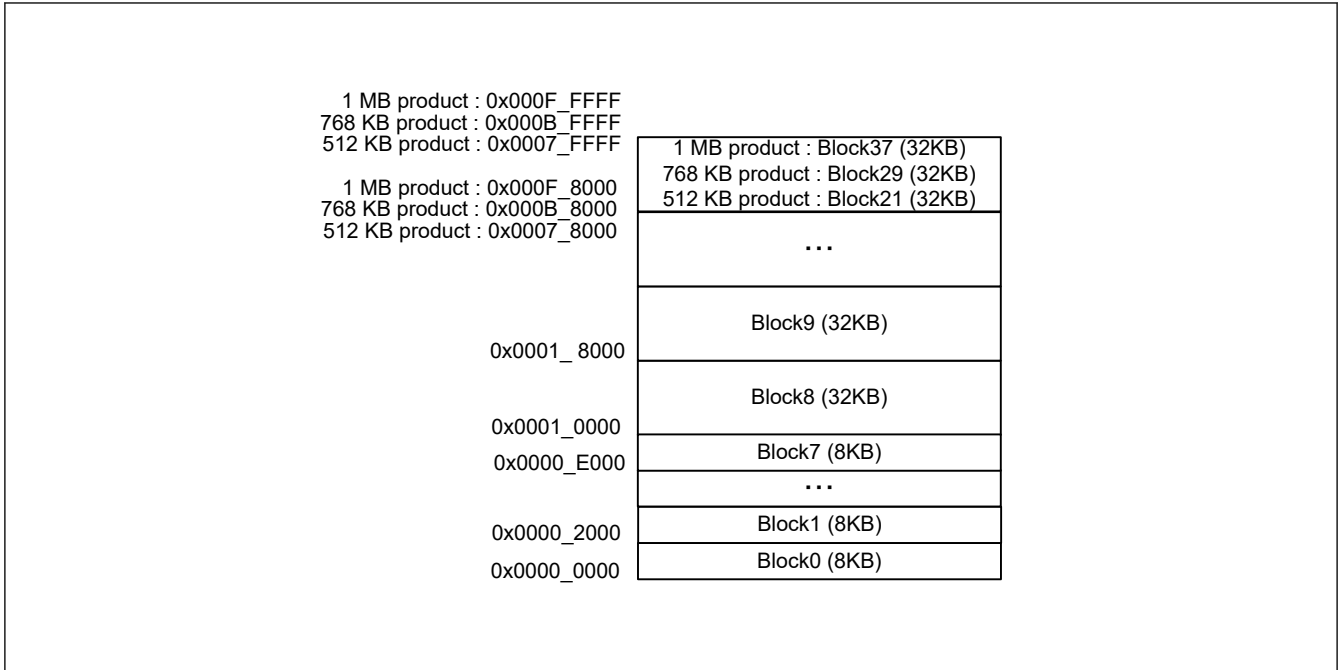 1 MB product : 0x000F_FFFF
768 KB product : 0x000B_FFFF
512 KB product : 0x0007_FFFF
1 MB product : Block37 (32KB)
768 KB product : Block29 (32KB)
512 KB product : Block21 (32KB)
1 MB product : 0x000F_8000
768 KB product : 0x000B_8000
512 KB product : 0x0007_8000
...
Block9 (32KB)
0x0001_ 8000
Block8 (32KB)
0x0001_0000
Block7 (8KB)
0x0000_E000
...
Block1 (8KB)
0x0000_2000
Block0 (8KB)
0x0000_0000